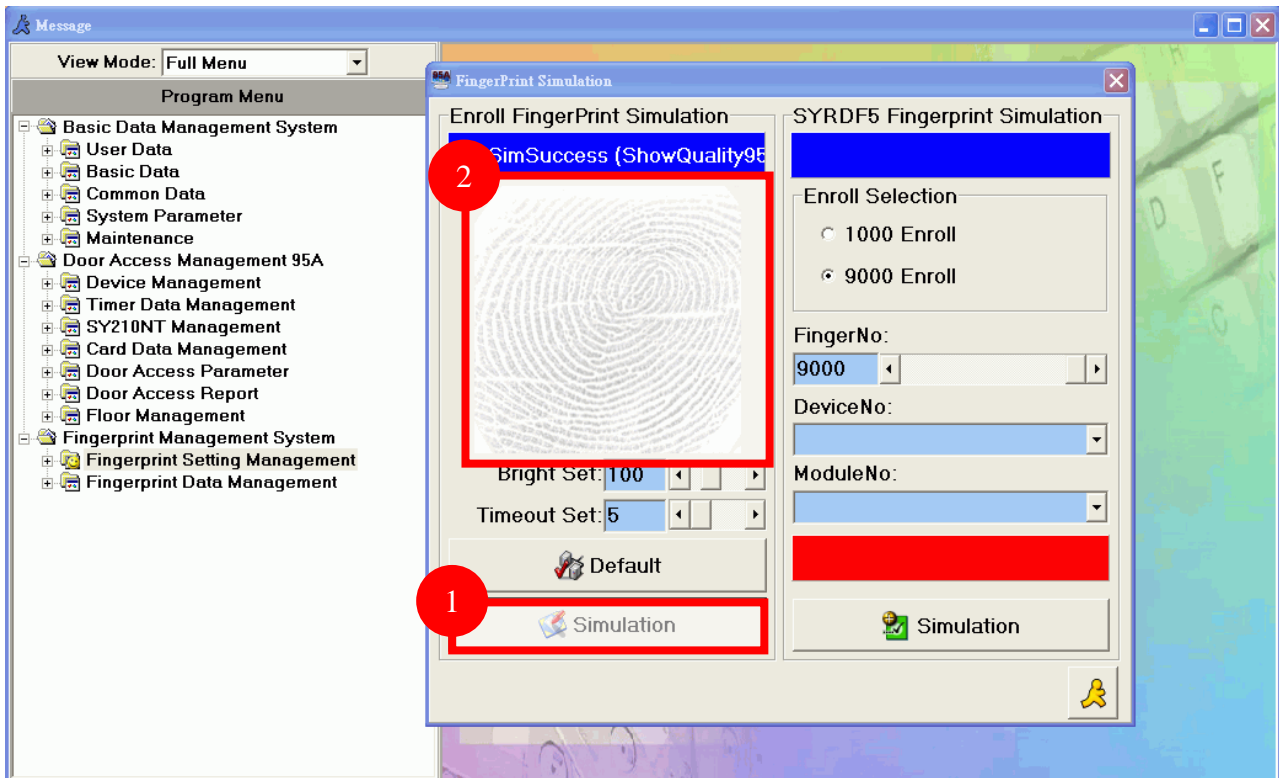 Message
View Mode: Full Menu
Program Menu
Basic Data Management System
User Data
Basic Data
Common Data
System Parameter
Maintenance
Door Access Management 95A
Device Management
Timer Data Management
SY210NT Management
Card Data Management
Door Access Parameter
Door Access Report
Floor Management
Fingerprint Management System
Fingerprint Setting Management
Fingerprint Data Management
FingerPrint Simulation
Enroll FingerPrint Simulation
SimSuccess (ShowQuality95
2
Bright Set: 100
Timeout Set: 5
Default
1
Simulation
SYRDF5 Fingerprint Simulation
Enroll Selection
1000 Enroll
9000 Enroll
FingerNo:
9000
DeviceNo:
ModuleNo:
Simulation